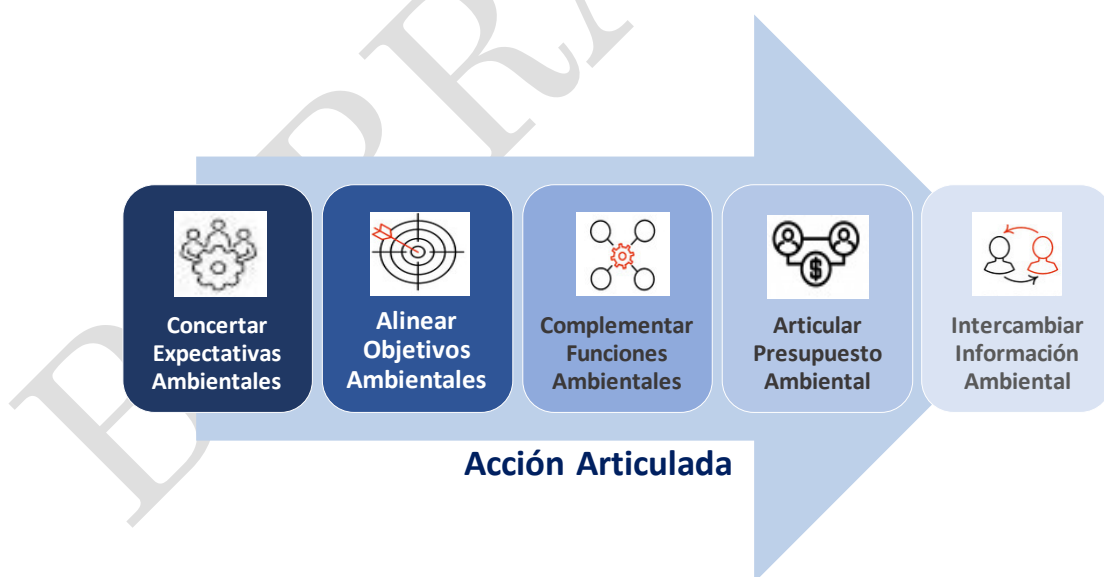 Concertar
Expectativas
Ambientales
Alinear
Objetivos
Ambientales
Complementar
Funciones
Ambientales
Articular
Presupuesto
Ambiental
Intercambiar
Información
Ambiental
Acción Articulada